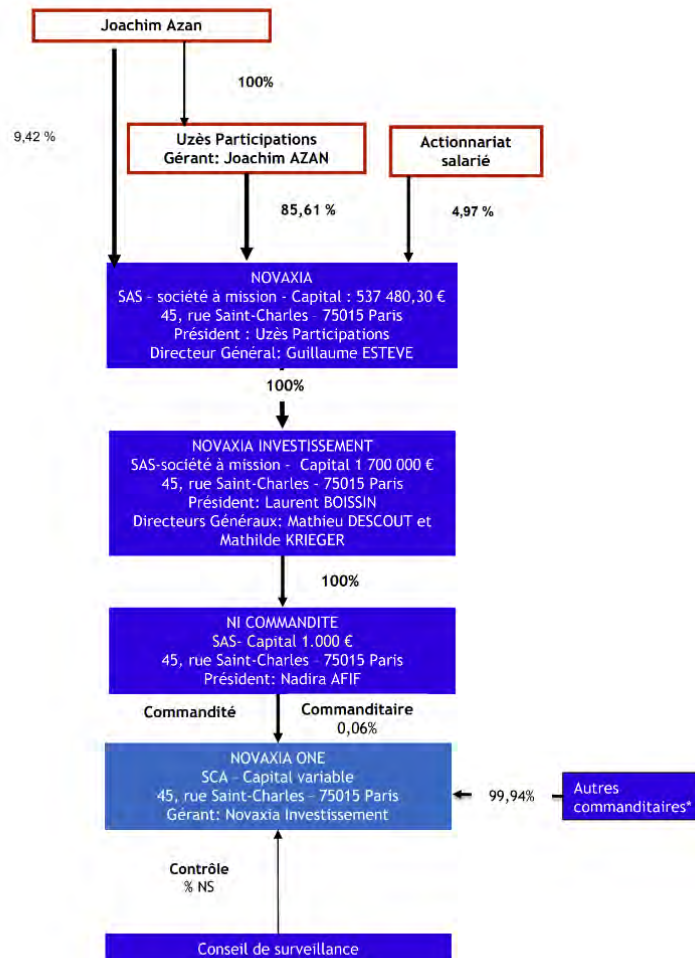 Joachim Azan
100%
9,42 %
Uzès Participations
Gérant: Joachim AZAN
Actionnariat
salarié
85,61 %
4,97 %
NOVAXIA
SAS – société à mission - Capital : 537 480,30 €
45, rue Saint-Charles – 75015 Paris
Président : Uzès Participations
Directeur Général: Guillaume ESTEVE
100%
NOVAXIA INVESTISSEMENT
SAS-société à mission - Capital 1 700 000 €
45, rue Saint-Charles - 75015 Paris
Président: Laurent BOISSIN
Directeurs Généraux: Mathieu DESCOUT et
Mathilde KRIEGER
100%
NI COMMANDITE
SAS- Capital 1.000 €
45, rue Saint-Charles – 75015 Paris
Président: Nadira AFIF
Commandité
Commanditaire
0,06%
NOVAXIA ONE
SCA – Capital variable
45, rue Saint-Charles – 75015 Paris
Gérant: Novaxia Investissement
99,94%
Autres
commanditaires*
Contrôle
% NS
Conseil de surveillance